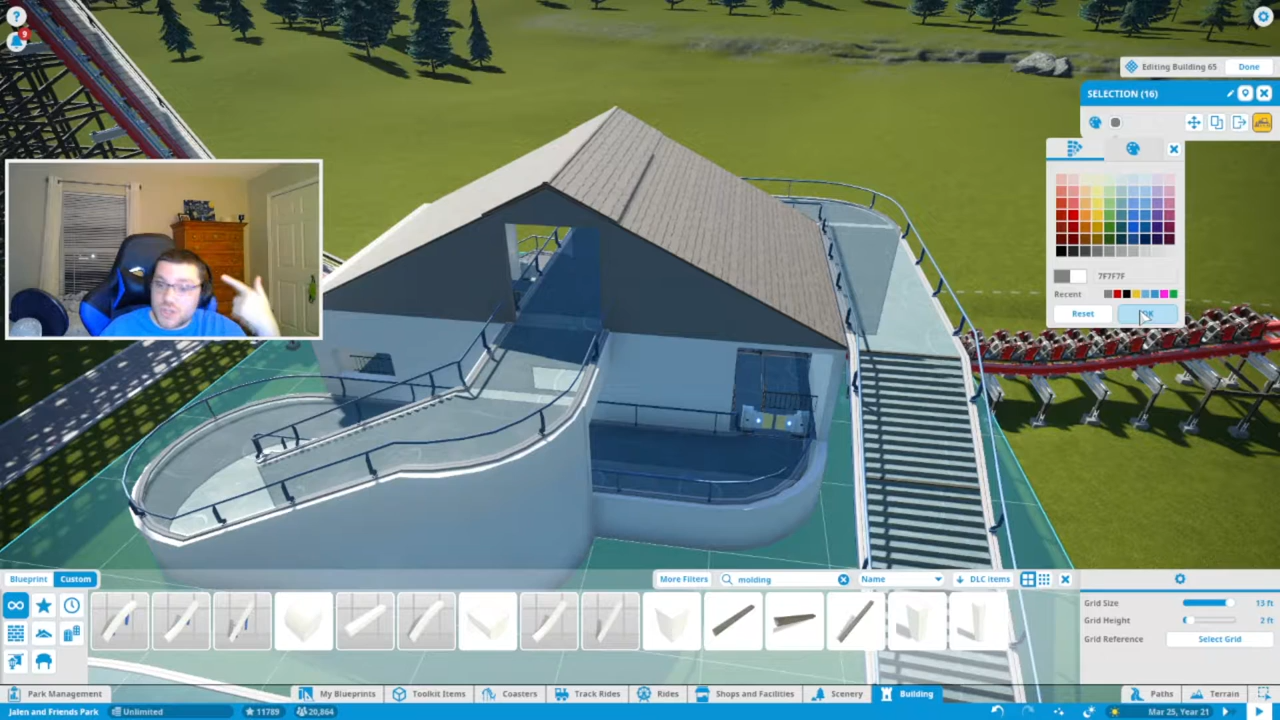 ?
9
Editing Building 65 Done
SELECTION (16)
7F7F7F
Recent
Reset OK
Blueprint Custom More Filters molding Name DLC Items
Grid Size 13 ft
Grid Height 2 ft
Grid Reference Select Grid
Park Management My Blueprints Toolkit Items Coasters Track Rides Rides Shops and Facilities Scenery Building Paths Terrain
Jalen and Friends Park Unlimited 11789 20,864 Mar 25, Year 21